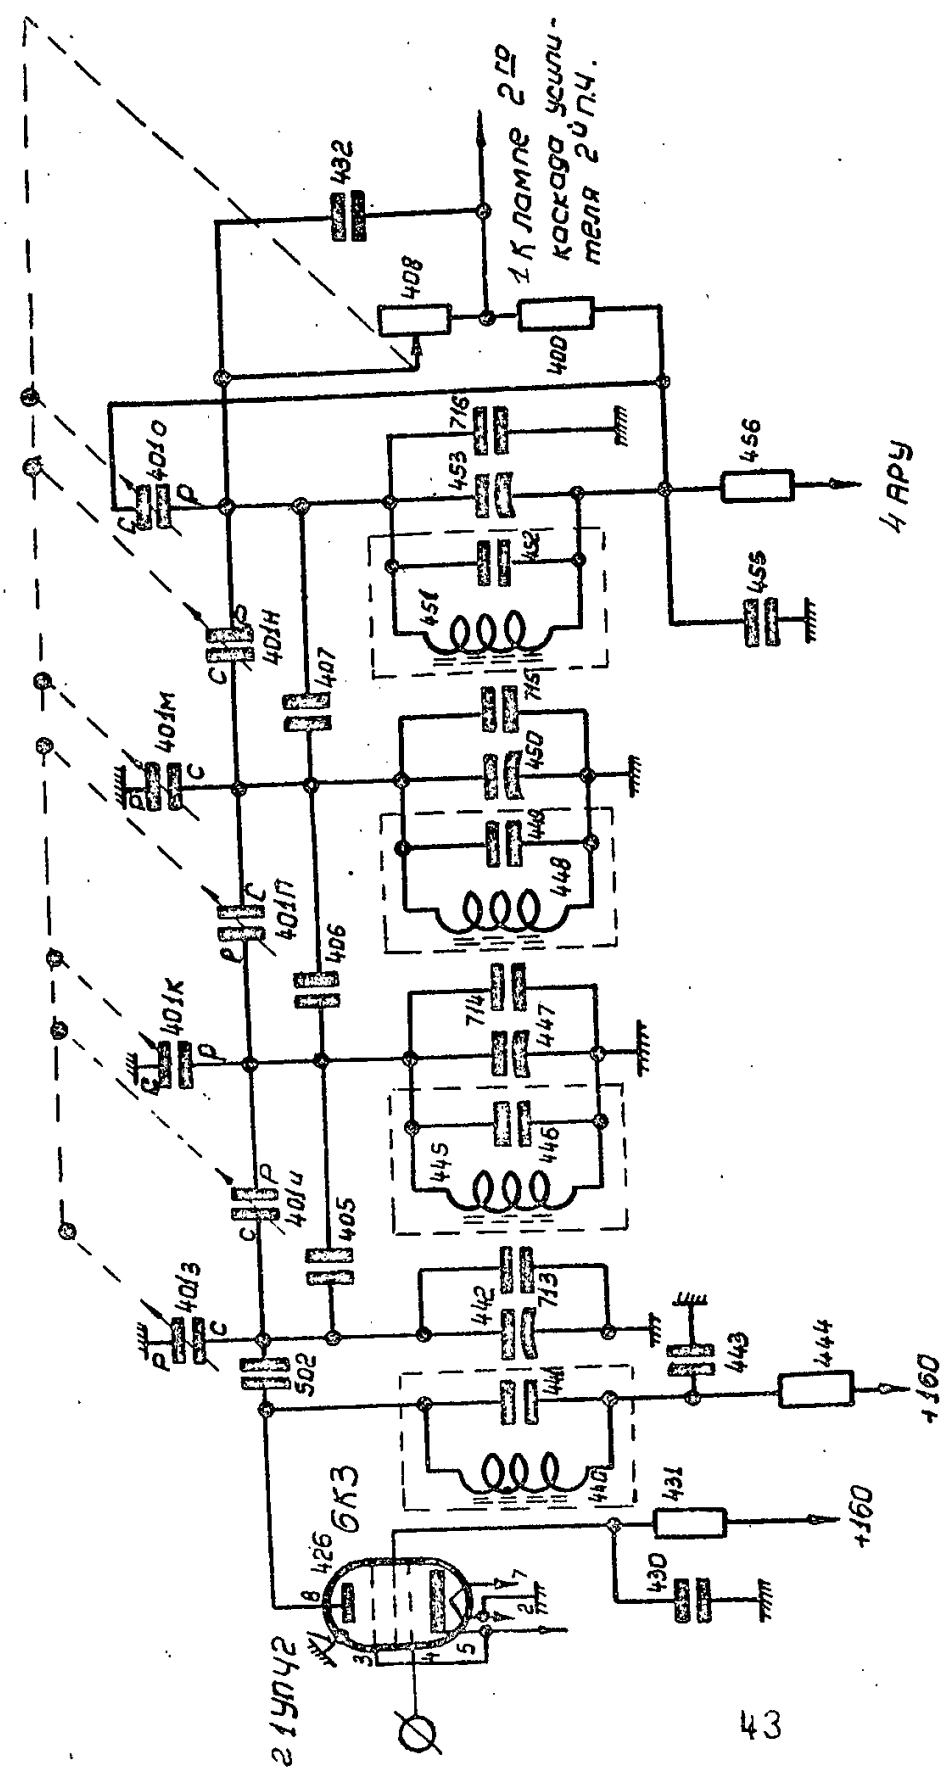 2 1УПЧ2
426
6К3
8
3
4
5
2
7
430
431
+160
440
441
442
713
443
444
+160
502
401З
Р
С
401И
С
Р
405
445
446
447
714
401К
С
Р
401П
Р
С
406
448
449
450
715
401М
Р
С
401Н
С
Р
407
451
452
453
716
401О
С
Р
408
400
432
455
456
4 АРУ
1 К лампе 2го
каскада усили-
теля 2й п.ч.
43